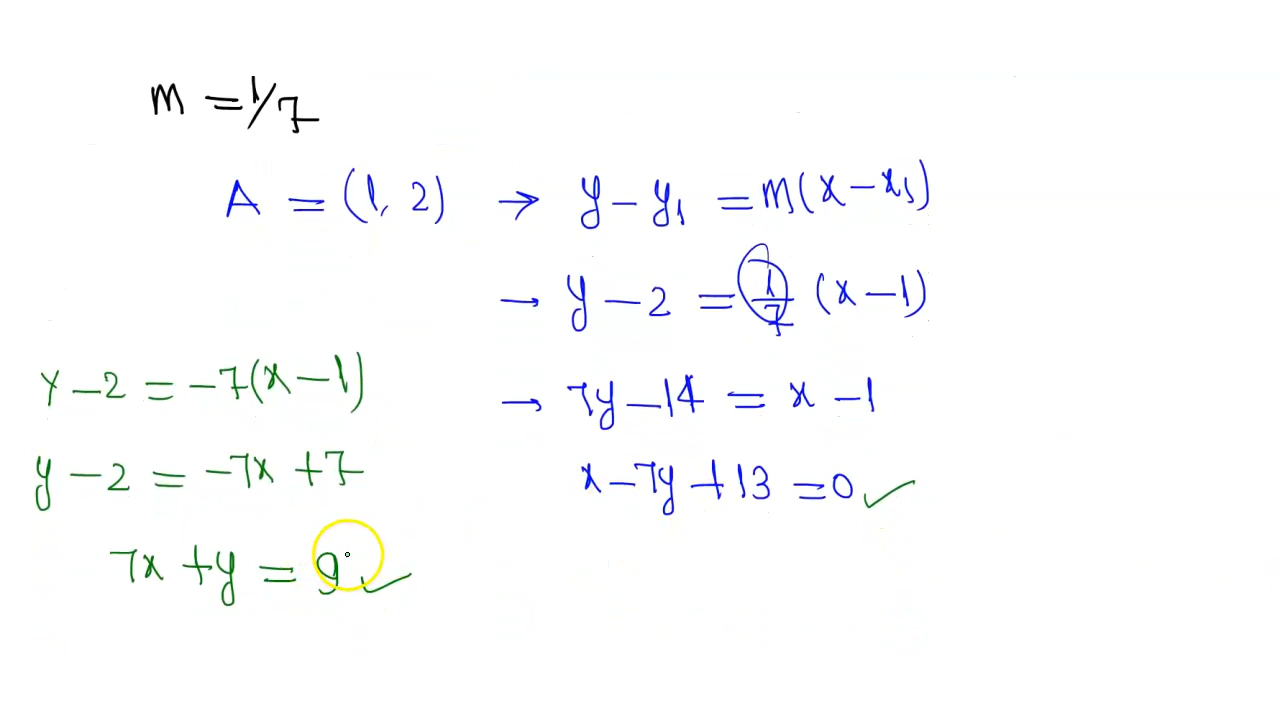 m = 1/7
A = (1, 2) → y - y₁ = m(x - x₁)
→ y - 2 = 1/7 (x - 1)
→ 7y - 14 = x - 1
x - 7y + 13 = 0 ✓
y - 2 = -7(x - 1)
y - 2 = -7x + 7
7x + y = 9 ✓